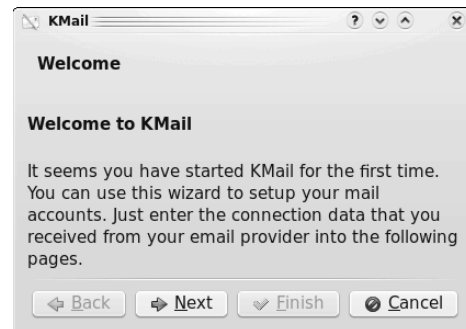 KMail
Welcome
Welcome to KMail
It seems you have started KMail for the first time.
You can use this wizard to setup your mail
accounts. Just enter the connection data that you
received from your email provider into the following
pages.
Back Next Finish Cancel